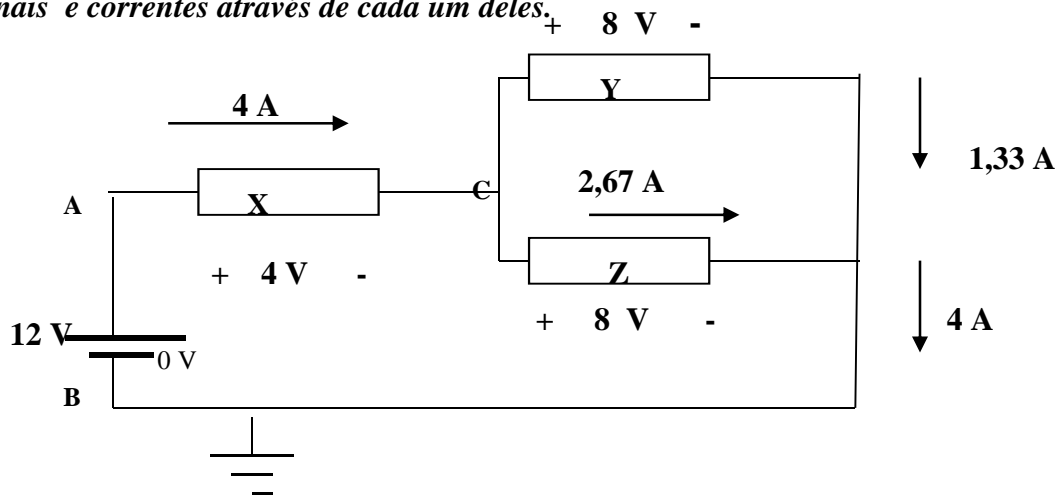 nais e correntes através de cada um deles.
+ 8 V -
Y
4 A
1,33 A
2,67 A
C
A
X
Z
+ 4 V -
+ 8 V -
12 V
4 A
0 V
B